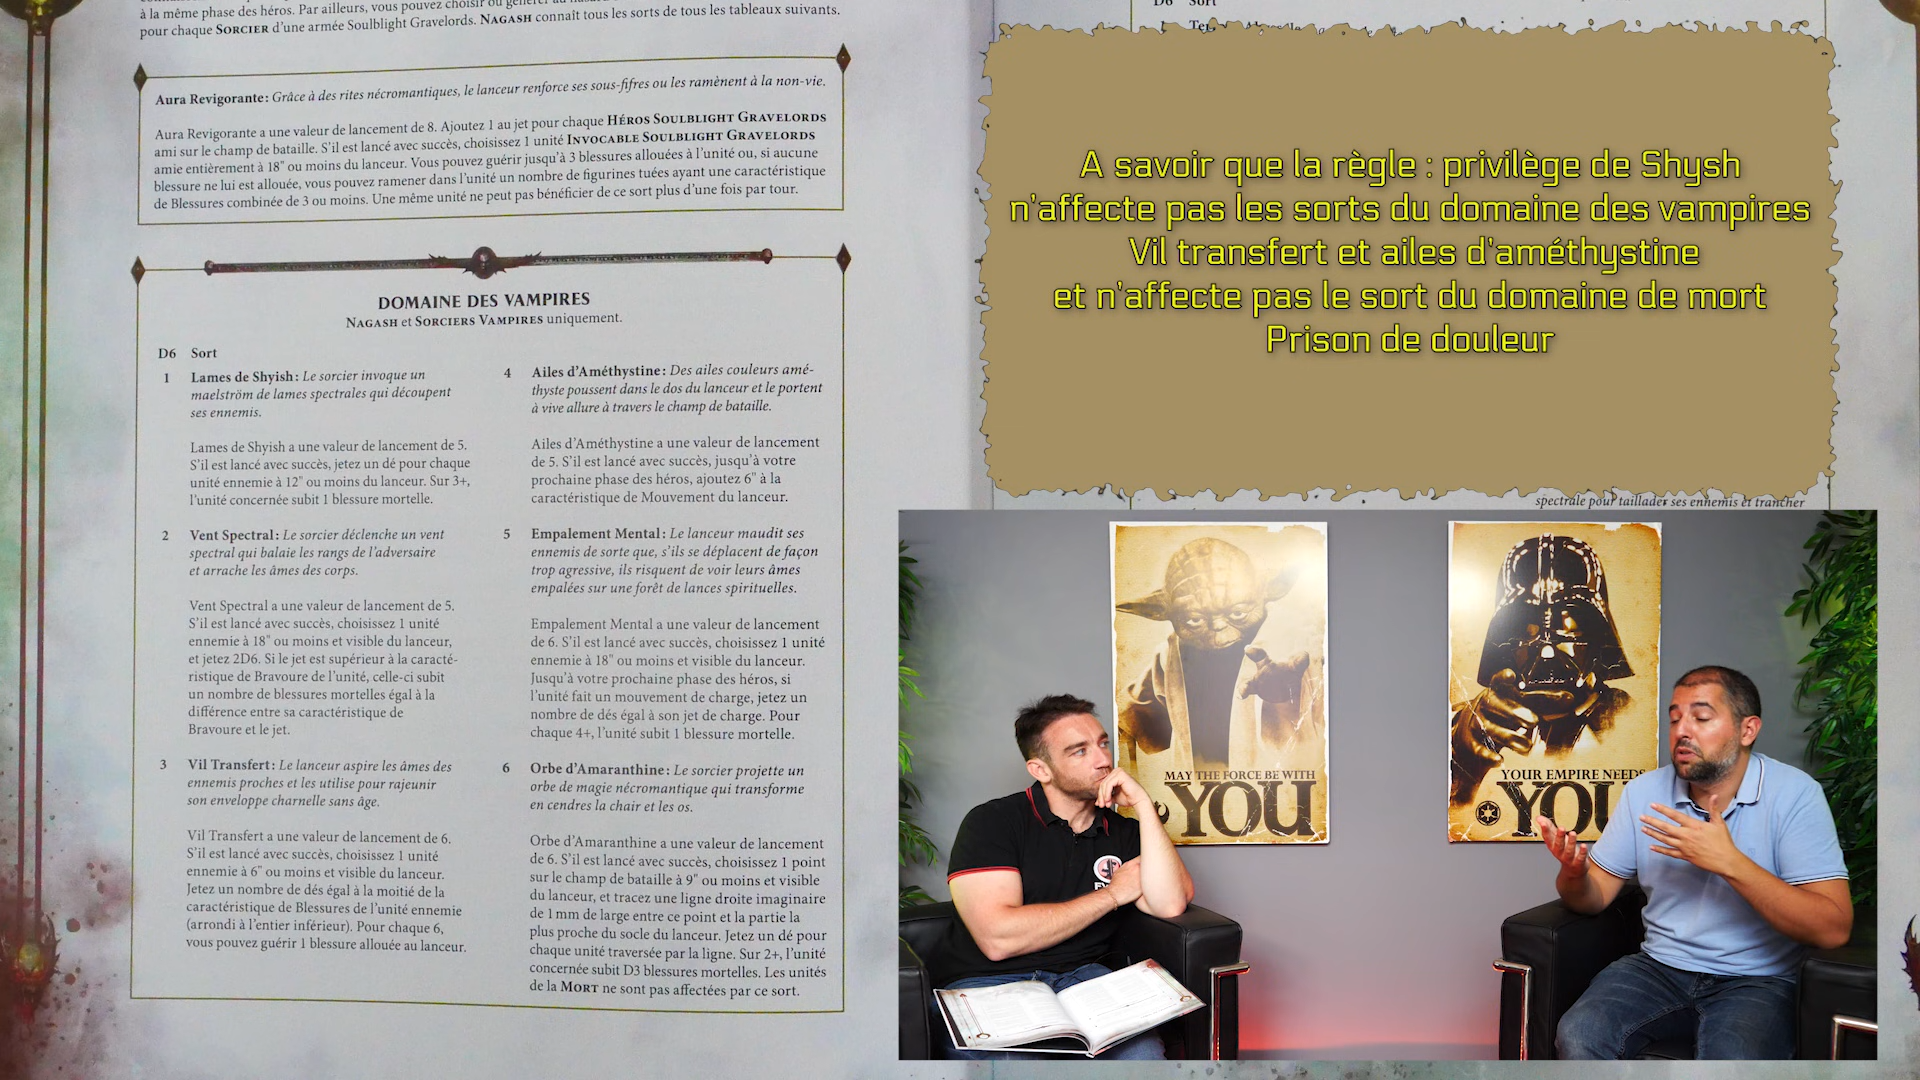 à la même phase des héros. Par ailleurs, vous pouvez choisir ou générer
pour chaque SORCIER d'une armée Soulblight Gravelords. NAGASH connaît tous les sorts de tous les tableaux suivants.
Aura Revigorante : Grâce à des rites nécromantiques, le lanceur renforce ses sous-fifres ou les ramènent à la non-vie.
Aura Revigorante a une valeur de lancement de 8. Ajoutez 1 au jet pour chaque HÉROS SOULBLIGHT GRAVELORDS
ami sur le champ de bataille. S'il est lancé avec succès, choisissez 1 unité INVOCABLE SOULBLIGHT GRAVELORDS
amie entièrement à 18" ou moins du lanceur. Vous pouvez guérir jusqu'à 3 blessures allouées à l'unité ou, si aucune
blessure ne lui est allouée, vous pouvez ramener dans l'unité un nombre de figurines tuées ayant une caractéristique
de Blessures combinée de 3 ou moins. Une même unité ne peut pas bénéficier de ce sort plus d'une fois par tour.
DOMAINE DES VAMPIRES
NAGASH et SORCIERS VAMPIRES uniquement.
D6 Sort
1 Lames de Shyish : Le sorcier invoque un
maelström de lames spectrales qui découpent
ses ennemis.
Lames de Shyish a une valeur de lancement de 5.
S'il est lancé avec succès, jetez un dé pour chaque
unité ennemie à 12" ou moins du lanceur. Sur 3+,
l'unité concernée subit 1 blessure mortelle.
2 Vent Spectral : Le sorcier déclenche un vent
spectral qui balaie les rangs de l'adversaire
et arrache les âmes des corps.
Vent Spectral a une valeur de lancement de 5.
S'il est lancé avec succès, choisissez 1 unité
ennemie à 18" ou moins et visible du lanceur,
et jetez 2D6. Si le jet est supérieur à la caracté-
ristique de Bravoure de l'unité, celle-ci subit
un nombre de blessures mortelles égal à la
différence entre sa caractéristique de
Bravoure et le jet.
3 Vil Transfert : Le lanceur aspire les âmes des
ennemis proches et les utilise pour rajeunir
son enveloppe charnelle sans âge.
Vil Transfert a une valeur de lancement de 6.
S'il est lancé avec succès, choisissez 1 unité
ennemie à 6" ou moins et visible du lanceur.
Jetez un nombre de dés égal à la moitié de la
caractéristique de Blessures de l'unité ennemie
(arrondi à l'entier inférieur). Pour chaque 6,
vous pouvez guérir 1 blessure allouée au lanceur.
4 Ailes d'Améthystine : Des ailes couleurs amé-
thyste poussent dans le dos du lanceur et le portent
à vive allure à travers le champ de bataille.
Ailes d'Améthystine a une valeur de lancement
de 5. S'il est lancé avec succès, jusqu'à votre
prochaine phase des héros, ajoutez 6" à la
caractéristique de Mouvement du lanceur.
5 Empalement Mental : Le lanceur maudit ses
ennemis de sorte que, s'ils se déplacent de façon
trop agressive, ils risquent de voir leurs âmes
empalées sur une forêt de lances spirituelles.
Empalement Mental a une valeur de lancement
de 6. S'il est lancé avec succès, choisissez 1 unité
ennemie à 18" ou moins et visible du lanceur.
Jusqu'à votre prochaine phase des héros, si
l'unité fait un mouvement de charge, jetez un
nombre de dés égal à son jet de charge. Pour
chaque 4+, l'unité subit 1 blessure mortelle.
6 Orbe d'Amaranthine : Le sorcier projette un
orbe de magie nécromantique qui transforme
en cendres la chair et les os.
Orbe d'Amaranthine a une valeur de lancement
de 6. S'il est lancé avec succès, choisissez 1 point
sur le champ de bataille à 9" ou moins et visible
du lanceur, et tracez une ligne droite imaginaire
de 1 mm de large entre ce point et la partie la
plus proche du socle du lanceur. Jetez un dé pour
chaque unité traversée par la ligne. Sur 2+, l'unité
concernée subit D3 blessures mortelles. Les unités
de la MORT ne sont pas affectées par ce sort.
D6 Sort
A savoir que la règle : privilège de Shysh
n'affecte pas les sorts du domaine des vampires
Vil transfert et ailes d'améthystine
et n'affecte pas le sort du domaine de mort
Prison de douleur
spectrale pour taillader ses ennemis et trancher
MAY THE FORCE BE WITH
YOU
YOUR EMPIRE NEEDS
YOU